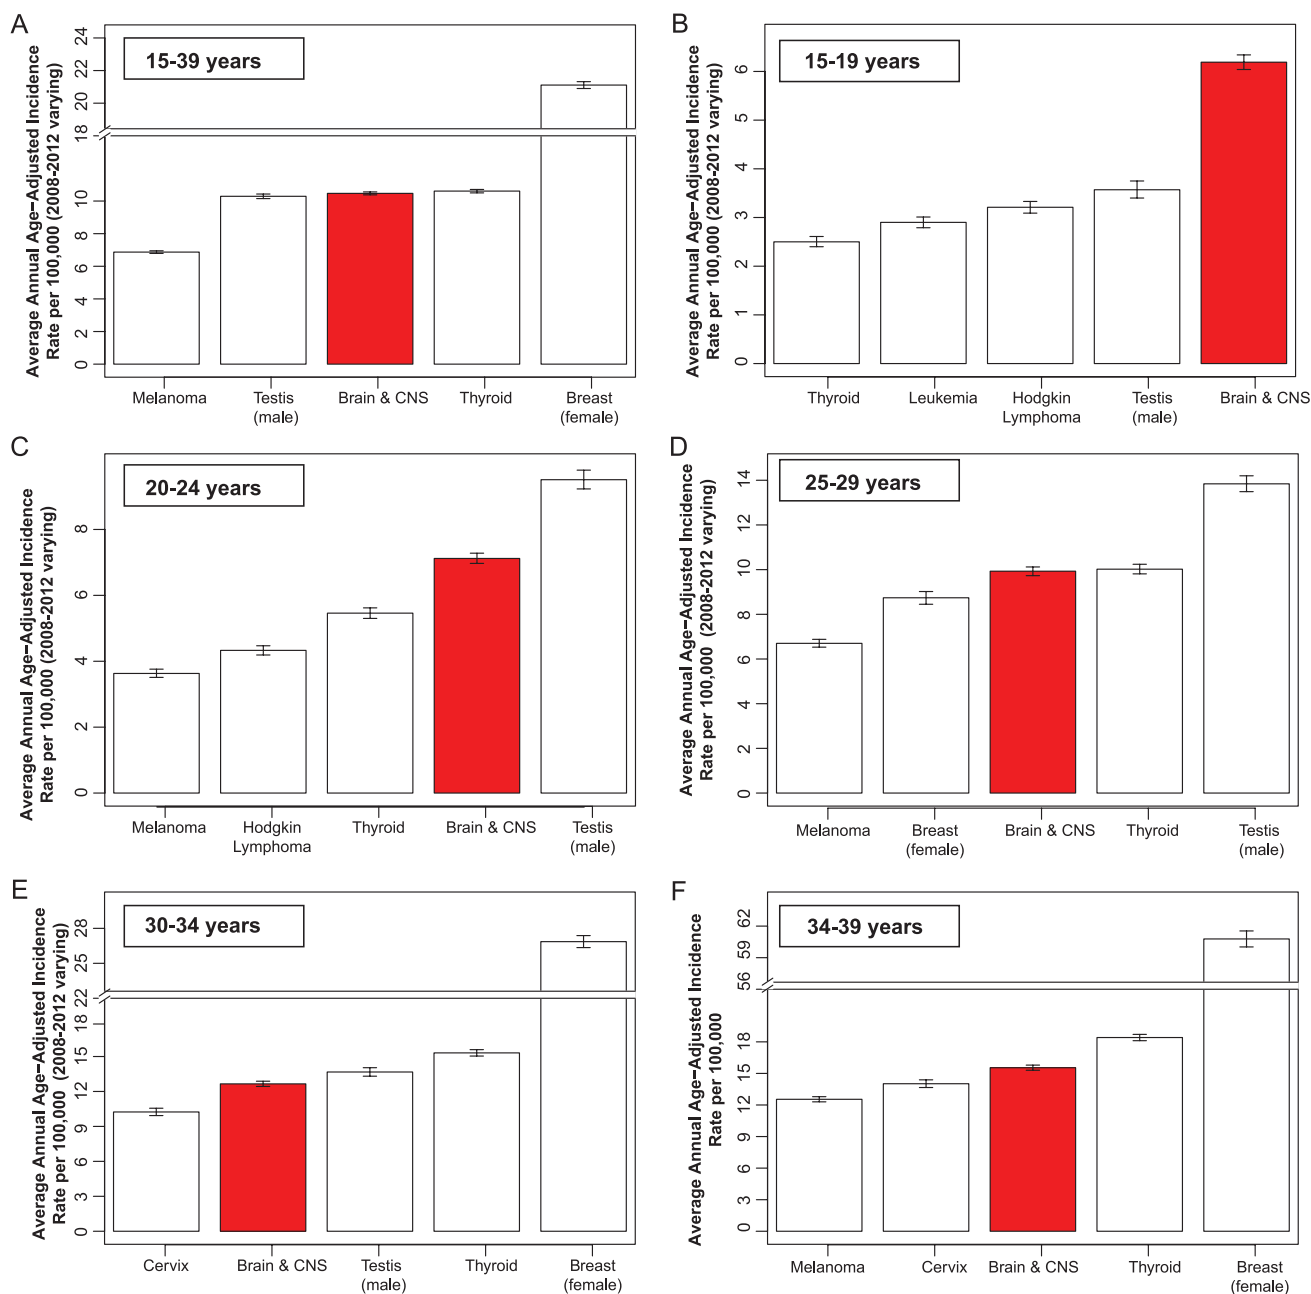 A
15-39 years
Average Annual Age-Adjusted Incidence
Rate per 100,000 (2008-2012 varying)
24
22
20
18
14
10
8
6
4
2
0
Melanoma
Testis
(male)
Brain & CNS
Thyroid
Breast
(female)
B
15-19 years
Average Annual Age-Adjusted Incidence
Rate per 100,000 (2008-2012 varying)
6
5
4
3
2
1
0
Thyroid
Leukemia
Hodgkin
Lymphoma
Testis
(male)
Brain & CNS
C
20-24 years
Average Annual Age-Adjusted Incidence
Rate per 100,000 (2008-2012 varying)
8
6
4
2
0
Melanoma
Hodgkin
Lymphoma
Thyroid
Brain & CNS
Testis
(male)
D
25-29 years
Average Annual Age-Adjusted Incidence
Rate per 100,000 (2008-2012 varying)
14
12
10
8
6
4
2
0
Melanoma
Breast
(female)
Brain & CNS
Thyroid
Testis
(male)
E
30-34 years
Average Annual Age-Adjusted Incidence
Rate per 100,000 (2008-2012 varying)
28
25
22
22
18
15
12
9
6
3
0
Cervix
Brain & CNS
Testis
(male)
Thyroid
Breast
(female)
F
34-39 years
Average Annual Age-Adjusted Incidence
Rate per 100,000
62
59
56
55
18
15
12
9
6
3
0
Melanoma
Cervix
Brain & CNS
Thyroid
Breast
(female)